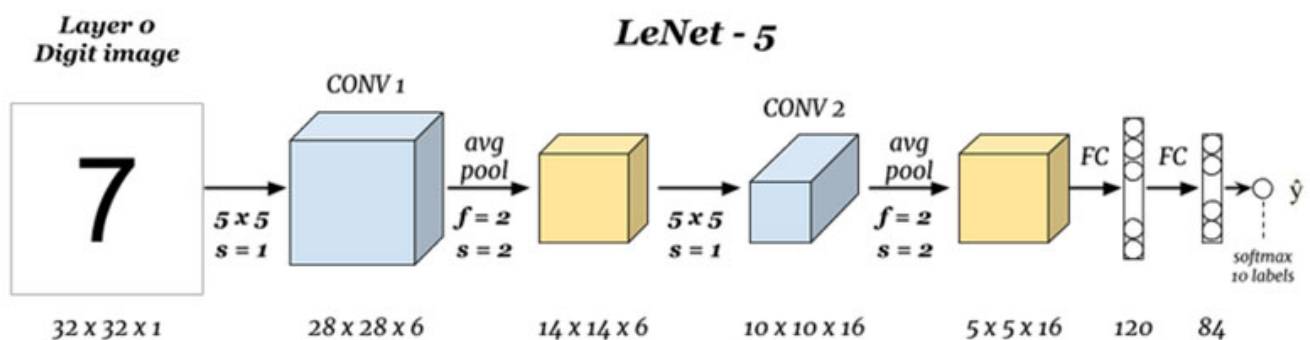 Layer 0
Digit image
LeNet - 5
7
32 x 32 x 1
5 x 5
s = 1
CONV 1
28 x 28 x 6
avg
pool
f = 2
s = 2
14 x 14 x 6
5 x 5
s = 1
CONV 2
10 x 10 x 16
avg
pool
f = 2
s = 2
5 x 5 x 16
FC
120
FC
84
ŷ
softmax
10 labels